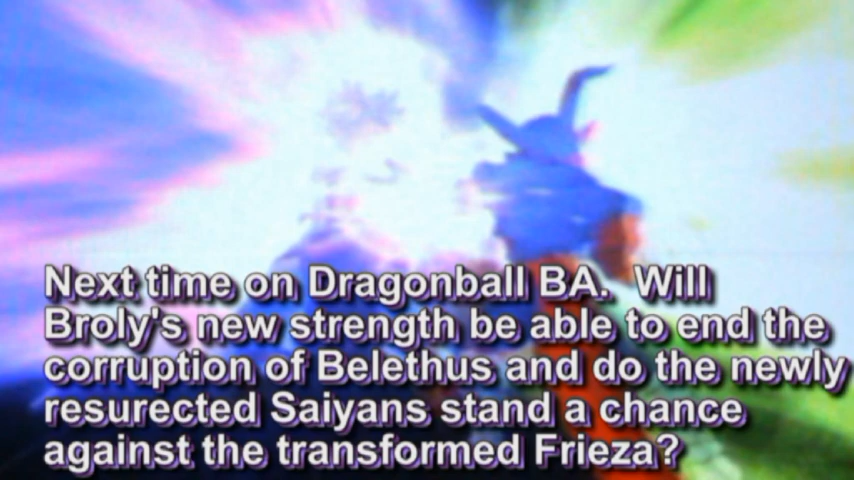 Next time on Dragonball BA.  Will
Broly's new strength be able to end the
corruption of Belethus and do the newly
resurected Saiyans stand a chance
against the transformed Frieza?